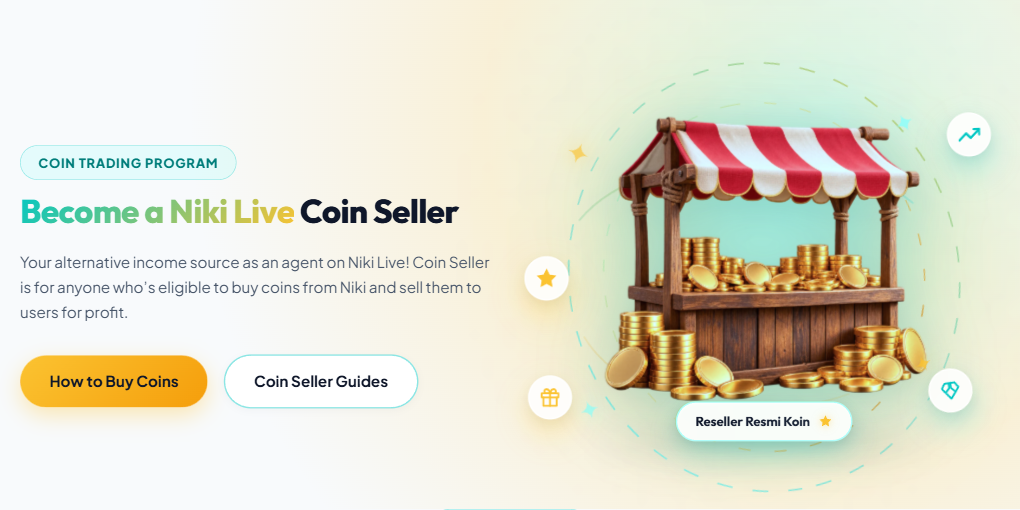 COIN TRADING PROGRAM
Become a Niki Live Coin Seller
Your alternative income source as an agent on Niki Live! Coin Seller
is for anyone who's eligible to buy coins from Niki and sell them to
users for profit.
How to Buy Coins
Coin Seller Guides
Reseller Resmi Koin